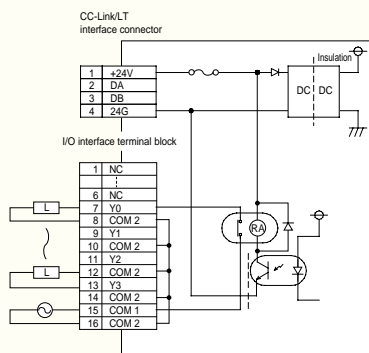 CC-Link/LT
interface connector
Insulation
1 +24V
2 DA
3 DB
4 24G
DC DC
I/O interface terminal block
1 NC
6 NC
7 Y0
8 COM 2
9 Y1
10 COM 2
11 Y2
12 COM 2
13 Y3
14 COM 2
15 COM 1
16 COM 2
L
L
RA